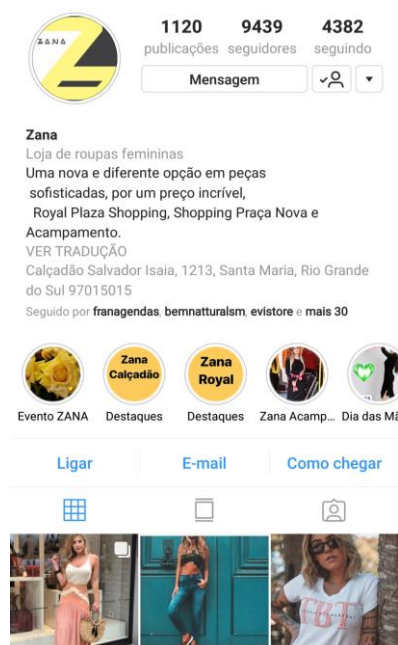 ZANA
1120 9439 4382
publicações seguidores seguindo
Mensagem
Zana
Loja de roupas femininas
Uma nova e diferente opção em peças
sofisticadas, por um preço incrível,
Royal Plaza Shopping, Shopping Praça Nova e
Acampamento.
VER TRADUÇÃO
Calçadão Salvador Isaia, 1213, Santa Maria, Rio Grande
do Sul 97015015
Seguido por franagendas, bemnatturalsm, evistore e mais 30
Zana
Calçadão
Zana
Royal
Evento ZANA Destaques Destaques Zana Acamp... Dia das Mã
Ligar E-mail Como chegar
TBT